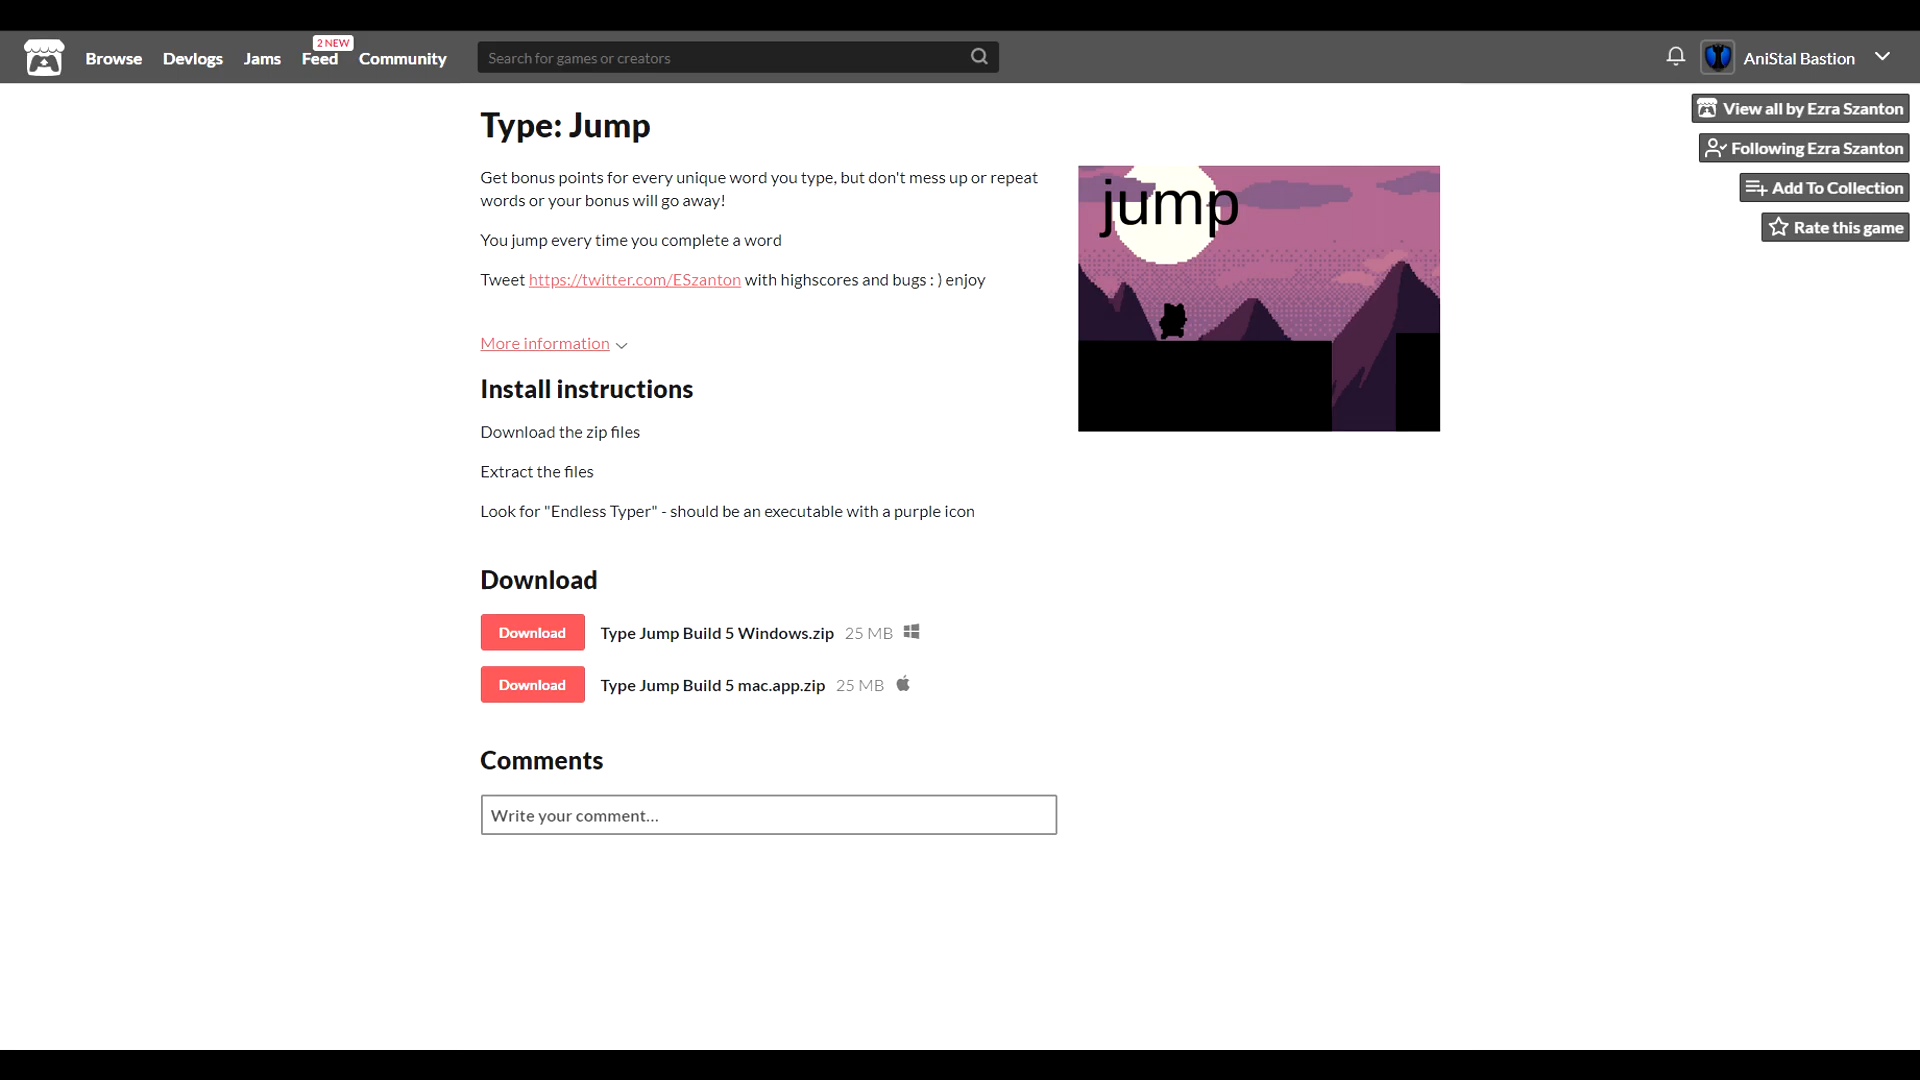 2 NEW
Browse Devlogs Jams Feed Community Search for games or creators AniStal Bastion
View all by Ezra Szanton
Following Ezra Szanton
Add To Collection
Rate this game
Type: Jump
Get bonus points for every unique word you type, but don't mess up or repeat
words or your bonus will go away!
You jump every time you complete a word
Tweet https://twitter.com/ESzanton with highscores and bugs : ) enjoy
More information
jump
Install instructions
Download the zip files
Extract the files
Look for "Endless Typer" - should be an executable with a purple icon
Download
Download Type Jump Build 5 Windows.zip 25 MB
Download Type Jump Build 5 mac.app.zip 25 MB
Comments
Write your comment...